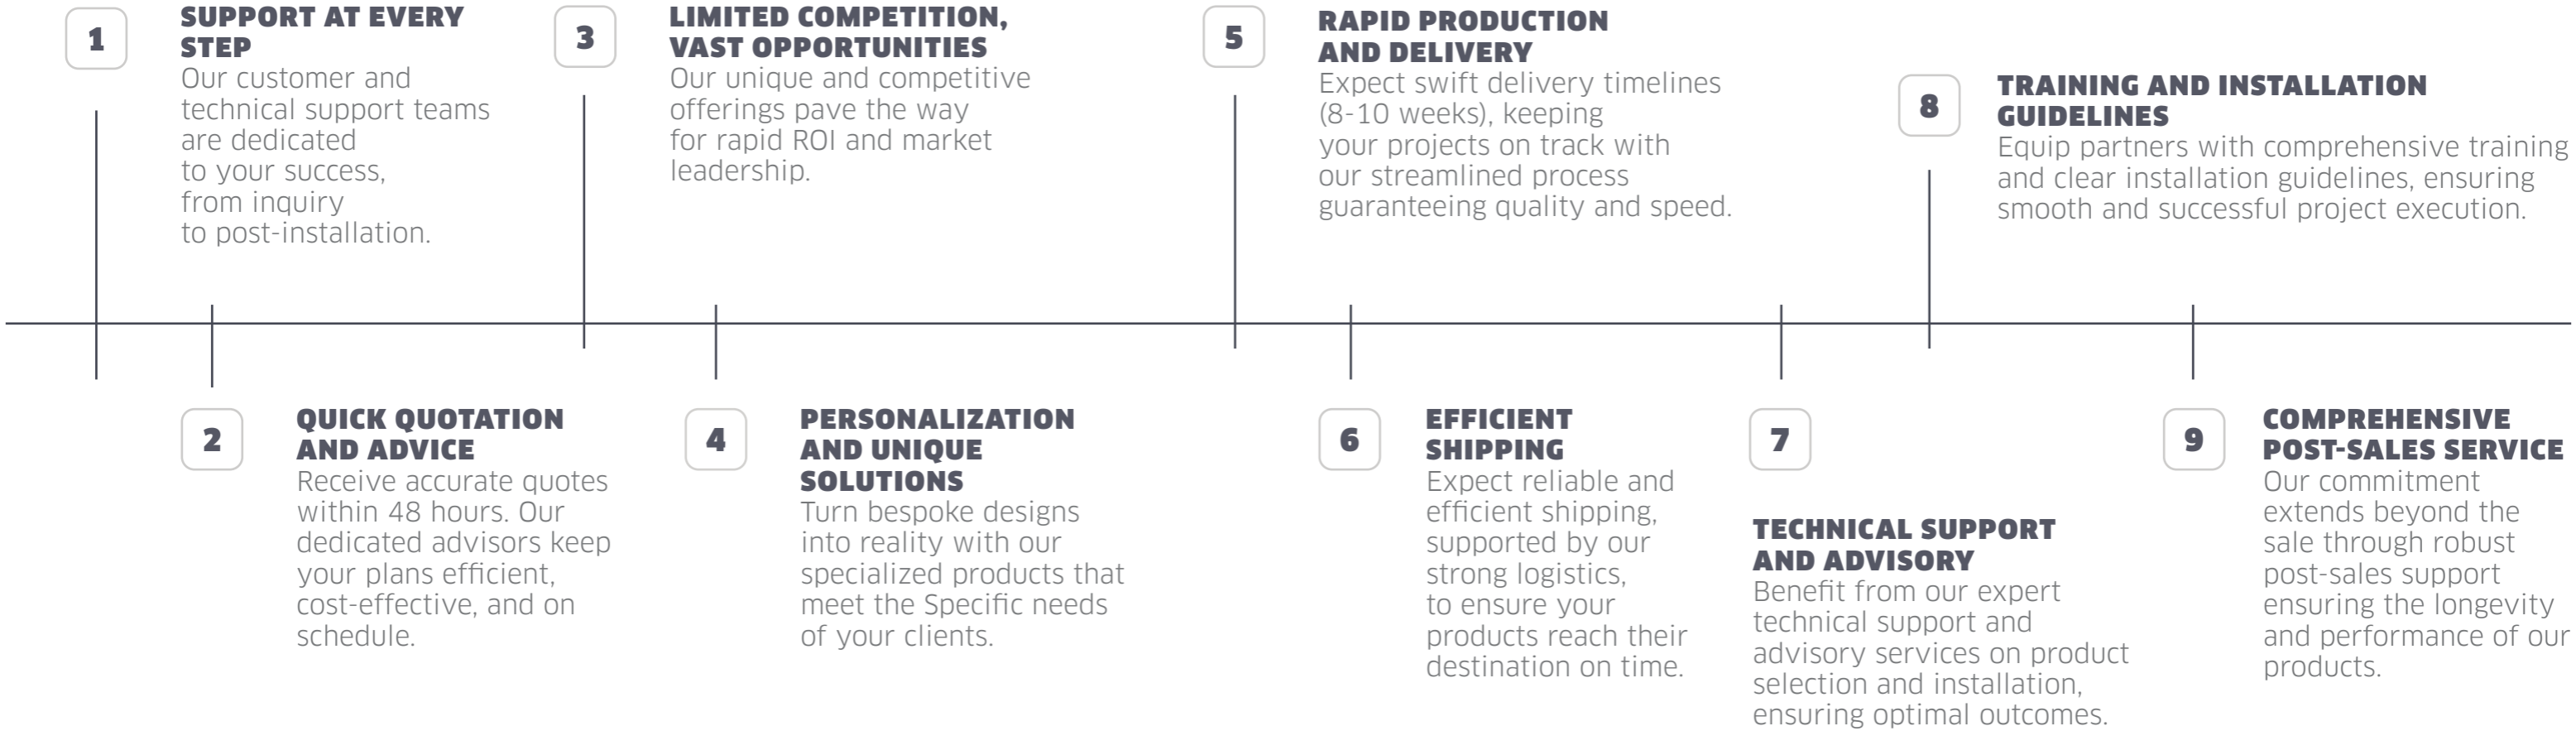 1
SUPPORT AT EVERY
STEP
Our customer and
technical support teams
are dedicated
to your success,
from inquiry
to post-installation.
2
QUICK QUOTATION
AND ADVICE
Receive accurate quotes
within 48 hours. Our
dedicated advisors keep
your plans efficient,
cost-effective, and on
schedule.
3
LIMITED COMPETITION,
VAST OPPORTUNITIES
Our unique and competitive
offerings pave the way
for rapid ROI and market
leadership.
4
PERSONALIZATION
AND UNIQUE
SOLUTIONS
Turn bespoke designs
into reality with our
specialized products that
meet the Specific needs
of your clients.
5
RAPID PRODUCTION
AND DELIVERY
Expect swift delivery timelines
(8-10 weeks), keeping
your projects on track with
our streamlined process
guaranteeing quality and speed.
6
EFFICIENT
SHIPPING
Expect reliable and
efficient shipping,
supported by our
strong logistics,
to ensure your
products reach their
destination on time.
7
TECHNICAL SUPPORT
AND ADVISORY
Benefit from our expert
technical support and
advisory services on product
selection and installation,
ensuring optimal outcomes.
8
TRAINING AND INSTALLATION
GUIDELINES
Equip partners with comprehensive training
and clear installation guidelines, ensuring
smooth and successful project execution.
9
COMPREHENSIVE
POST-SALES SERVICE
Our commitment
extends beyond the
sale through robust
post-sales support
ensuring the longevity
and performance of our
products.